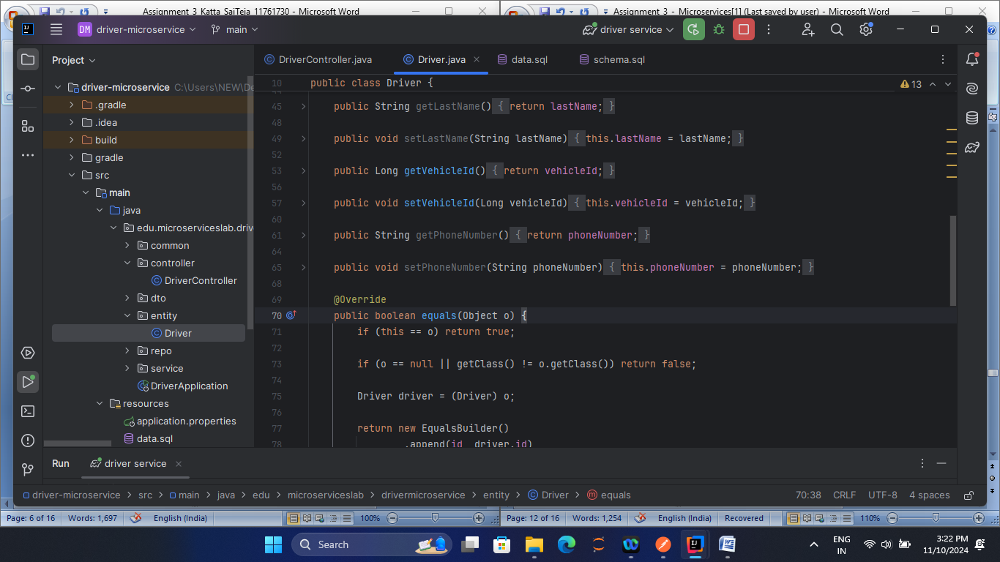 Assignment_3_Katta_SaiTeja_11761730 - Microsoft Word
Assignment_3_-_Microservices[1] (Last saved by user) - Microsoft Word
DM driver-microservice main driver service
Project
DriverController.java Driver.java data.sql schema.sql
driver-microservice C:\Users\NEW\De
.gradle
.idea
build
gradle
src
main
java
edu.microserviceslab.driv
common
controller
DriverController
dto
entity
Driver
repo
service
DriverApplication
resources
application.properties
data.sql
10 public class Driver {
13
45 public String getLastName() { return lastName; }
48
49 public void setLastName(String lastName) { this.lastName = lastName; }
52
53 public Long getVehicleId() { return vehicleId; }
56
57 public void setVehicleId(Long vehicleId) { this.vehicleId = vehicleId; }
60
61 public String getPhoneNumber() { return phoneNumber; }
64
65 public void setPhoneNumber(String phoneNumber) { this.phoneNumber = phoneNumber; }
68
69 @Override
70 public boolean equals(Object o) {
71 if (this == o) return true;
72
73 if (o == null || getClass() != o.getClass()) return false;
74
75 Driver driver = (Driver) o;
76
77 return new EqualsBuilder()
78 .append(id, driver.id)
Run driver service
driver-microservice src main java edu microserviceslab drivermicroservice entity Driver equals 70:38 CRLF UTF-8 4 spaces
Page: 6 of 16 Words: 1,697 English (India) 100%
Page: 12 of 16 Words: 1,254 English (India) Recovered 110%
Search
ENG
IN
3:22 PM
11/10/2024